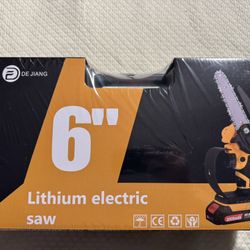 DE JIANG
6"
Lithium electric
saw